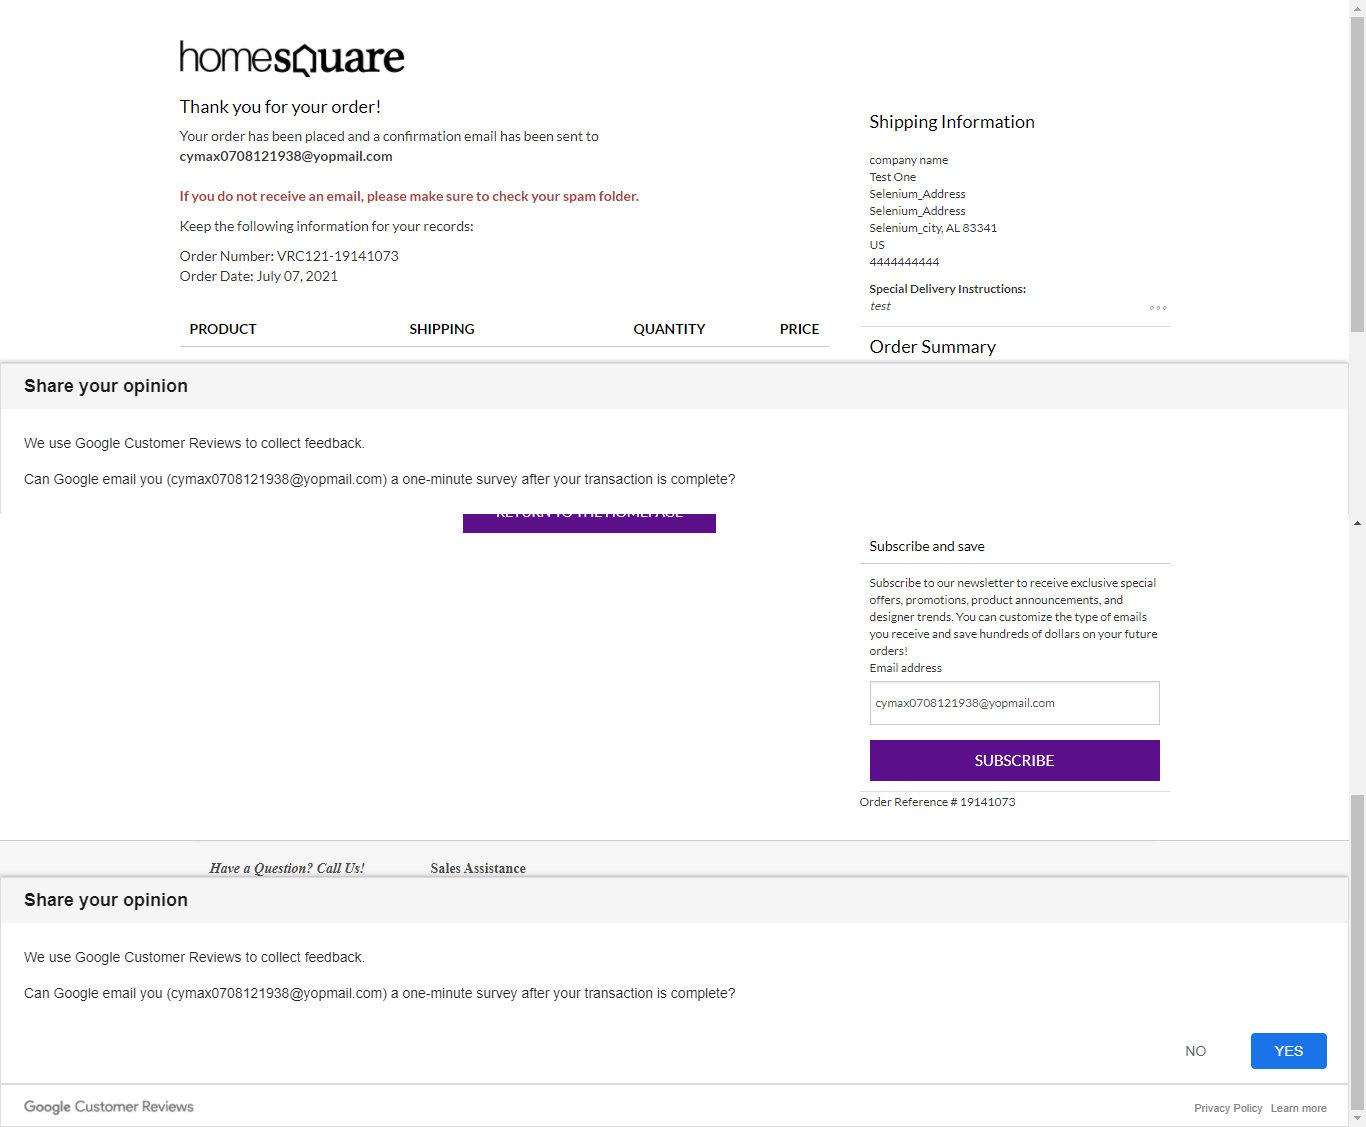 homesquare
Thank you for your order!
Your order has been placed and a confirmation email has been sent to
cymax0708121938@yopmail.com
If you do not receive an email, please make sure to check your spam folder.
Keep the following information for your records:
Order Number: VRC121-19141073
Order Date: July 07, 2021
PRODUCT SHIPPING QUANTITY PRICE
Shipping Information
company name
Test One
Selenium_Address
Selenium_Address
Selenium_city, AL 83341
US
4444444444
Special Delivery Instructions:
test
Order Summary
Share your opinion
We use Google Customer Reviews to collect feedback.
Can Google email you (cymax0708121938@yopmail.com) a one-minute survey after your transaction is complete?
RETURN TO THE HOMEPAGE
Subscribe and save
Subscribe to our newsletter to receive exclusive special
offers, promotions, product announcements, and
designer trends. You can customize the type of emails
you receive and save hundreds of dollars on your future
orders!
Email address
cymax0708121938@yopmail.com
SUBSCRIBE
Order Reference # 19141073
Have a Question? Call Us! Sales Assistance
Share your opinion
We use Google Customer Reviews to collect feedback.
Can Google email you (cymax0708121938@yopmail.com) a one-minute survey after your transaction is complete?
NO YES
Google Customer Reviews
Privacy Policy Learn more